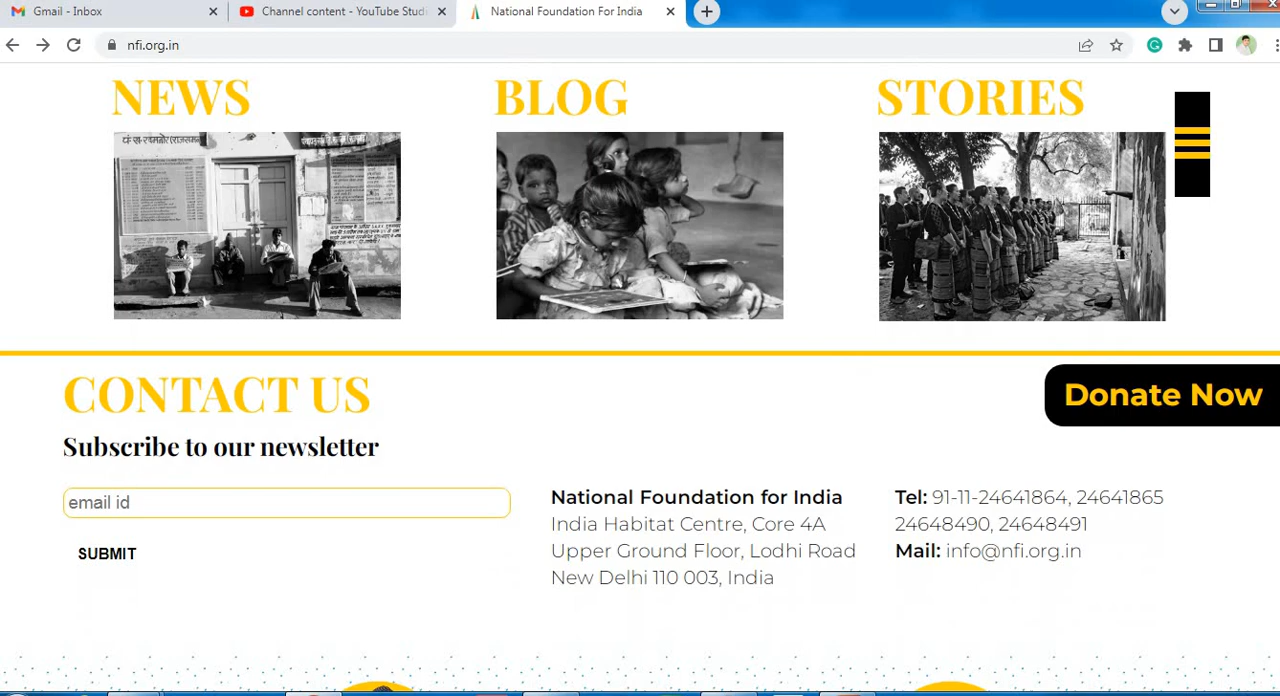 Gmail - Inbox
Channel content - YouTube Studi
National Foundation For India
nfi.org.in
NEWS
BLOG
STORIES
CONTACT US
Donate Now
Subscribe to our newsletter
email id
SUBMIT
National Foundation for India
India Habitat Centre, Core 4A
Upper Ground Floor, Lodhi Road
New Delhi 110 003, India
Tel: 91-11-24641864, 24641865
24648490, 24648491
Mail: info@nfi.org.in